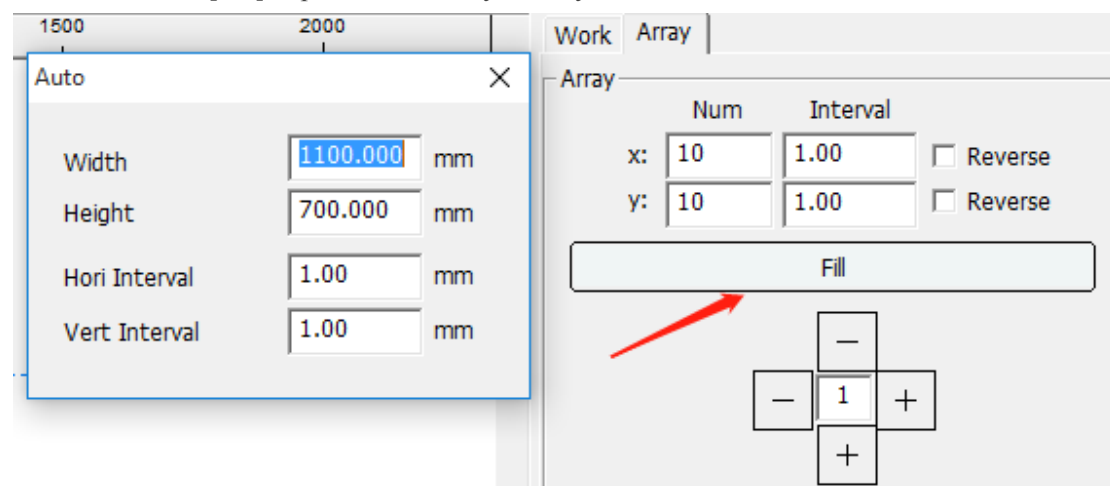 1500 2000
Work Array
Auto
Array
Num Interval
Width 1100.000 mm
x: 10 1.00 Reverse
Height 700.000 mm
y: 10 1.00 Reverse
Fill
Hori Interval 1.00 mm
Vert Interval 1.00 mm
−
− 1 +
+